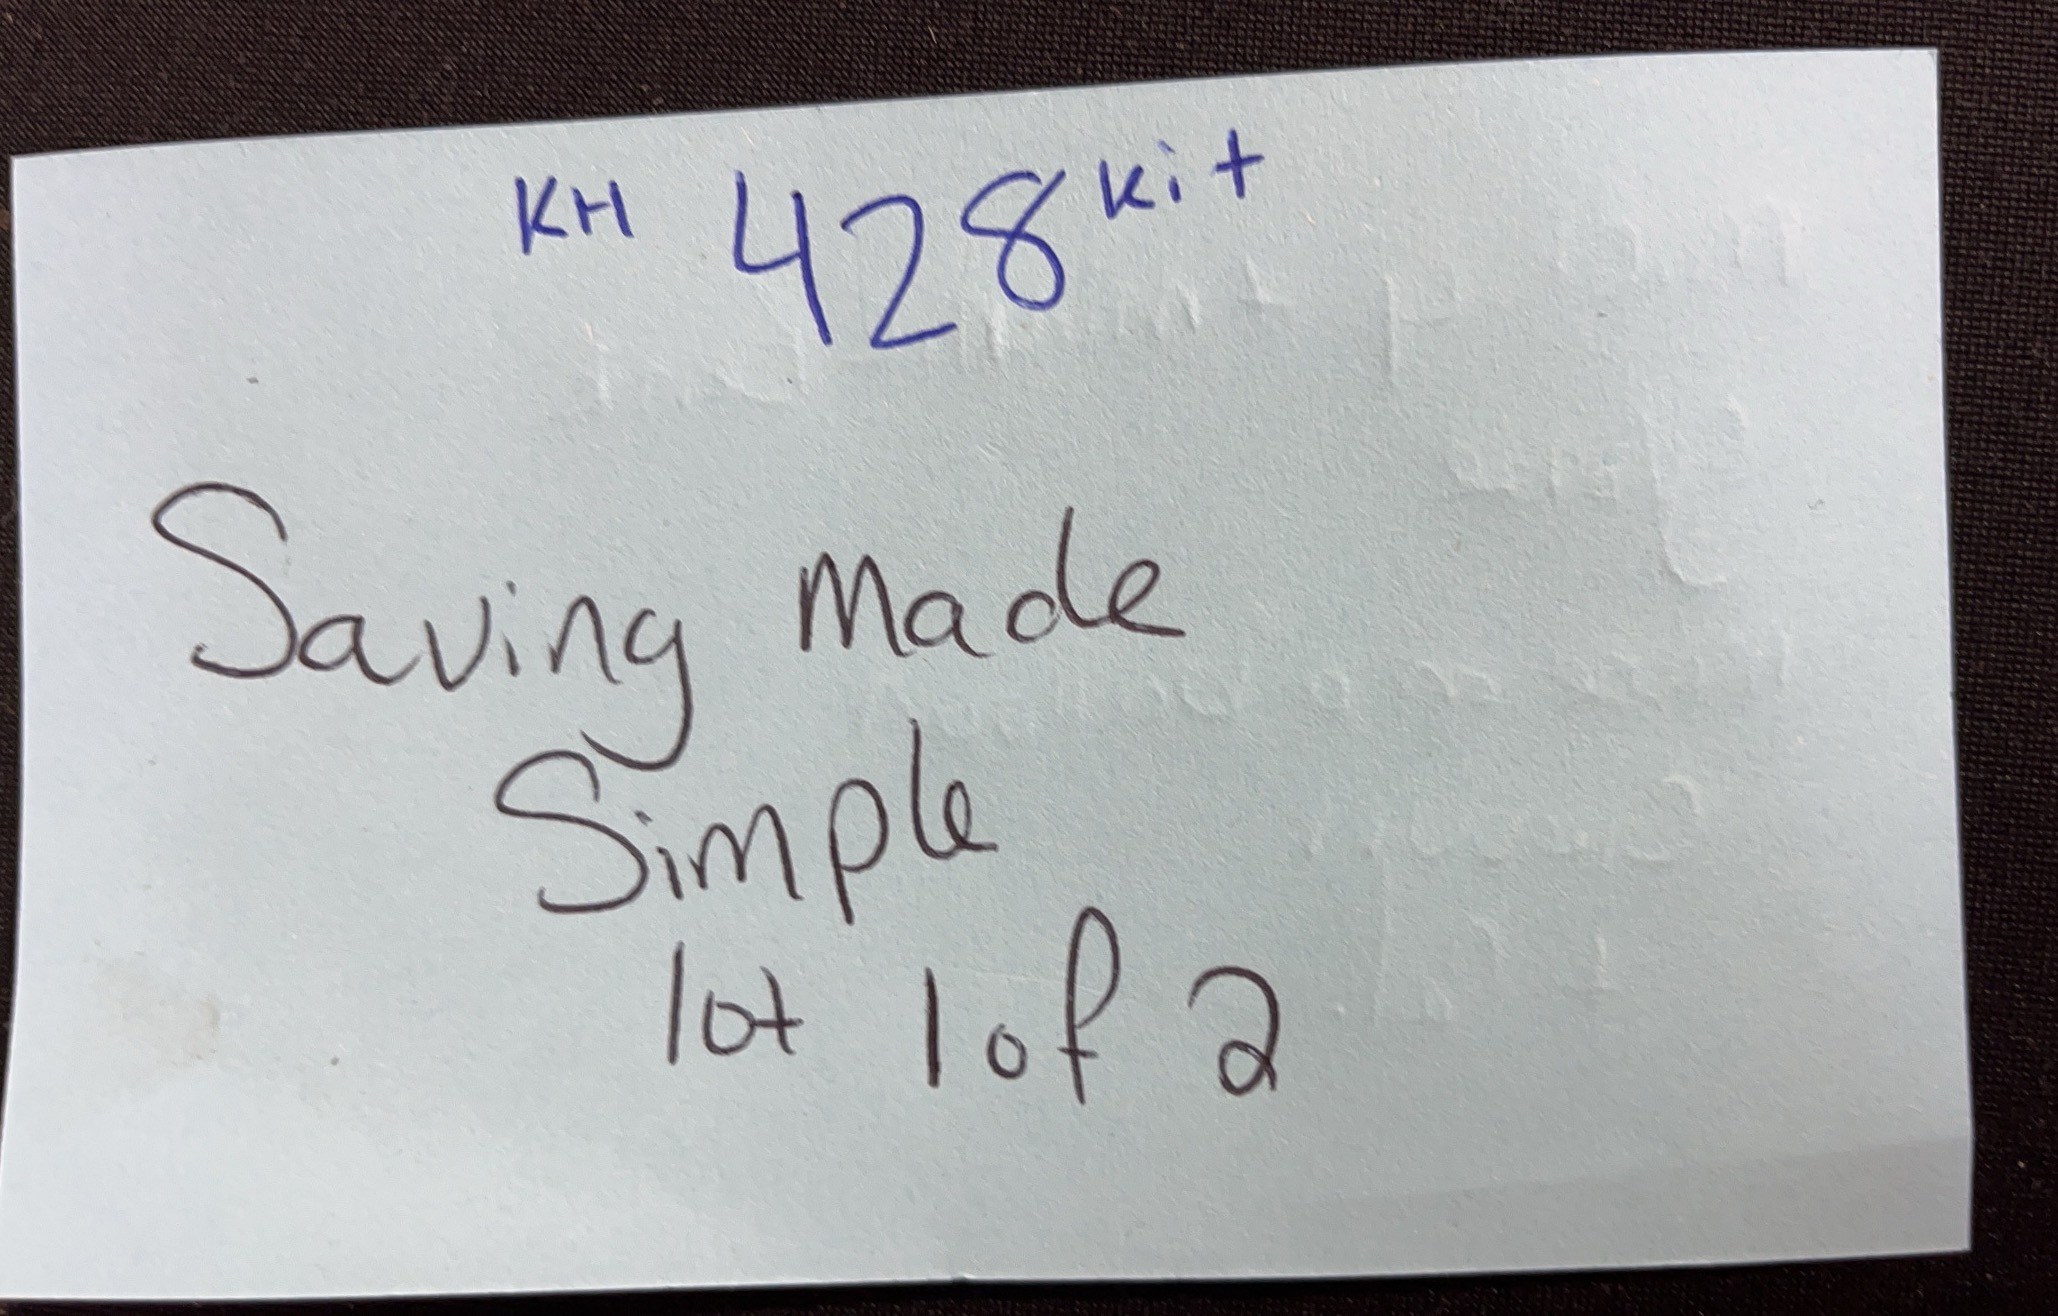 KH 428 Kit
Saving Made
Simple
lot 1 of 2